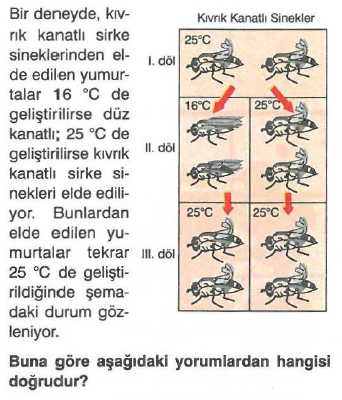 Bir deneyde, kıv-
rık kanatlı sirke
sineklerinden el-
de edilen yumur-
talar 16 °C de
geliştirilirse düz
kanatlı; 25 °C de
geliştirilirse kıvrık
kanatlı sirke si-
nekleri elde edili-
yor. Bunlardan
elde edilen yu-
murtalar tekrar
25 °C de gelişti-
rildiğinde şema-
daki durum göz-
leniyor.
Kıvrık Kanatlı Sinekler
I. döl
25°C
II. döl
16°C 25°C
III. döl
25°C 25°C
Buna göre aşağıdaki yorumlardan hangisi
doğrudur?